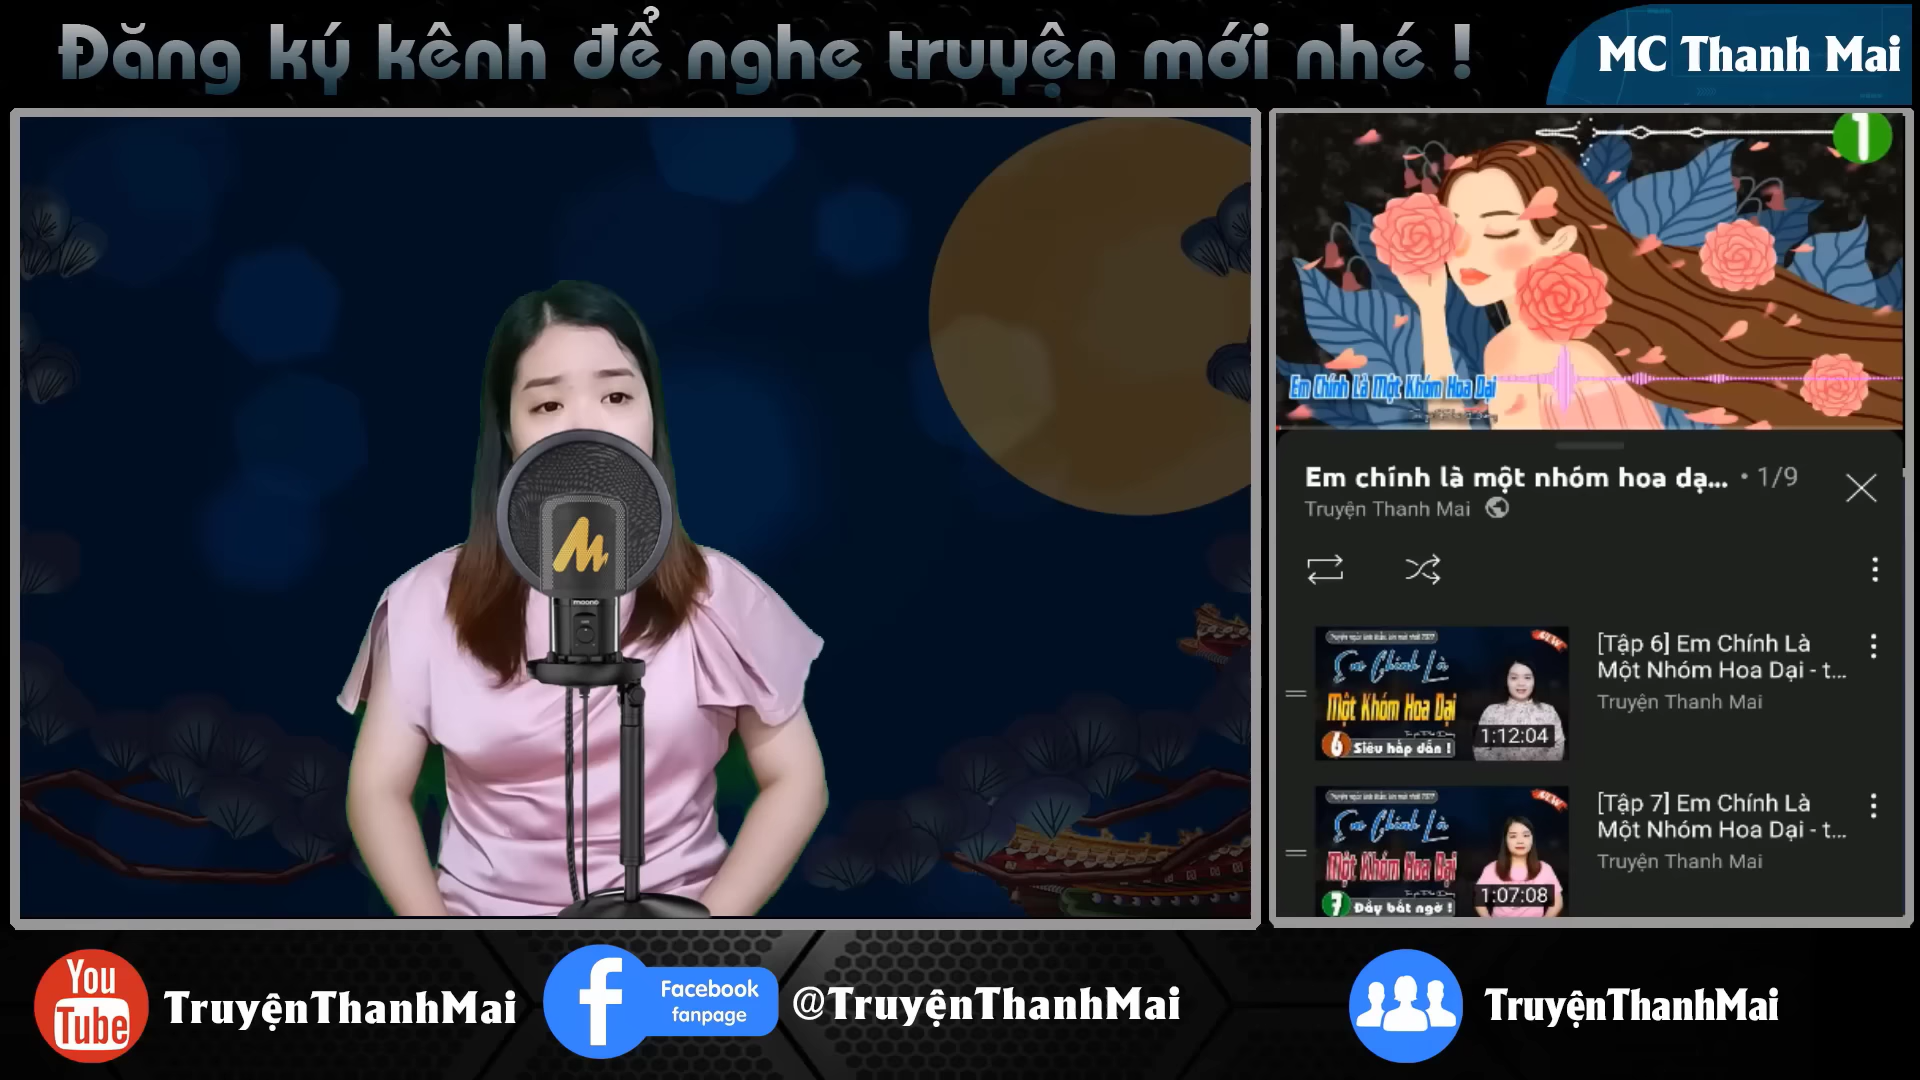 Đăng ký kênh để nghe truyện mới nhé !
MC Thanh Mai
1
Em Chính Là Một Khóm Hoa Dại
Em chính là một nhóm hoa dạ... • 1/9
Truyện Thanh Mai
[Tập 6] Em Chính Là
Một Nhóm Hoa Dại - t...
Truyện Thanh Mai
Em Chính Là
Một Khóm Hoa Dại
6 Siêu hấp dẫn !
1:12:04
NEW
[Tập 7] Em Chính Là
Một Nhóm Hoa Dại - t...
Truyện Thanh Mai
Em Chính Là
Một Khóm Hoa Dại
7 Đầy bất ngờ !
1:07:08
NEW
maono
You
Tube
TruyệnThanhMai
f
Facebook
fanpage
@TruyệnThanhMai
TruyệnThanhMai